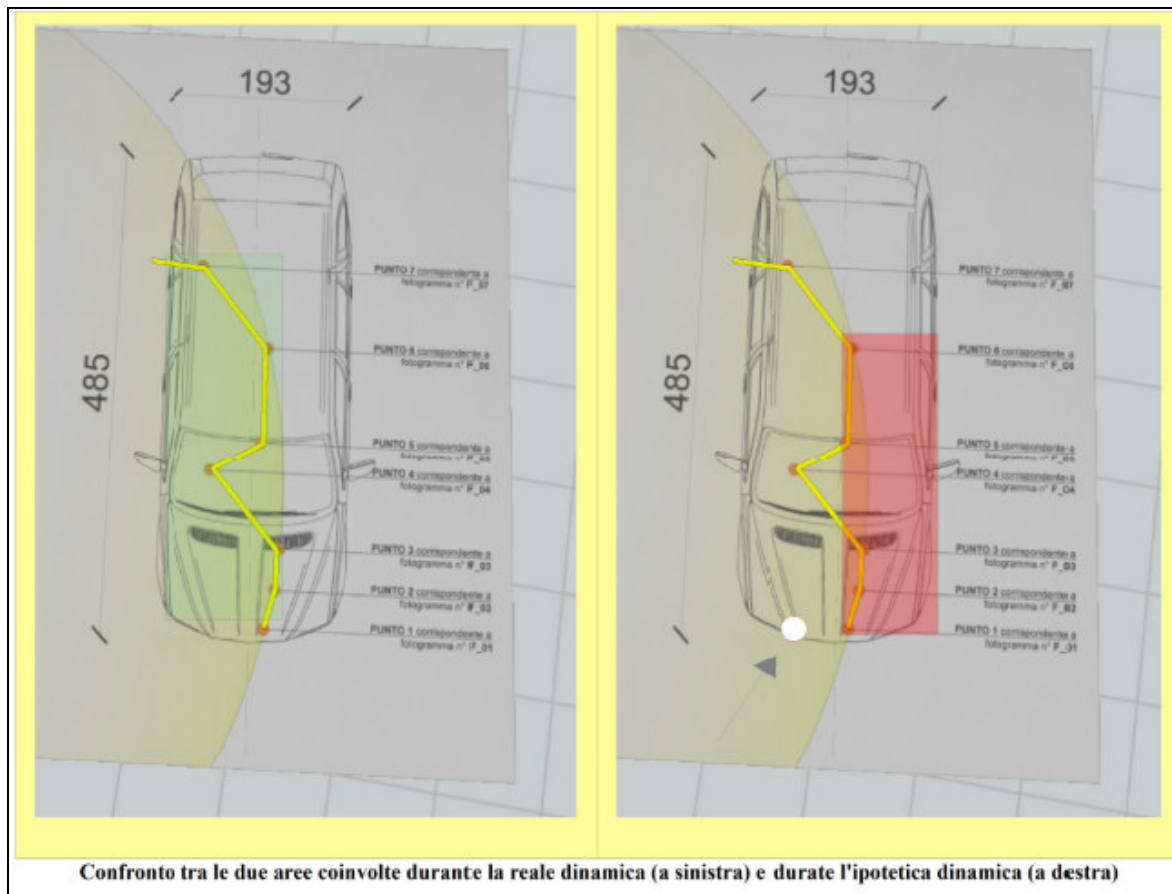 193
485
PUNTO 7 corrispondente a
fotogramma n° F_07
PUNTO 6 corrispondente a
fotogramma n° F_06
PUNTO 5 corrispondente a
fotogramma n°
PUNTO 4 corrispondente a
fotogramma n° F_04
PUNTO 3 corrispondente a
fotogramma n° F_03
PUNTO 2 corrispondente a
fotogramma n° F_02
PUNTO 1 corrispondente a
fotogramma n° F_01
193
485
PUNTO 7 corrispondente a
fotogramma n° F_07
PUNTO 6 corrispondente a
fotogramma n° F_06
PUNTO 5 corrispondente a
fotogramma n°
PUNTO 4 corrispondente a
fotogramma n° F_04
PUNTO 3 corrispondente a
fotogramma n° F_03
PUNTO 2 corrispondente a
fotogramma n° F_02
PUNTO 1 corrispondente a
fotogramma n° F_01
Confronto tra le due aree coinvolte durante la reale dinamica (a sinistra) e durate l'ipotetica dinamica (a destra)